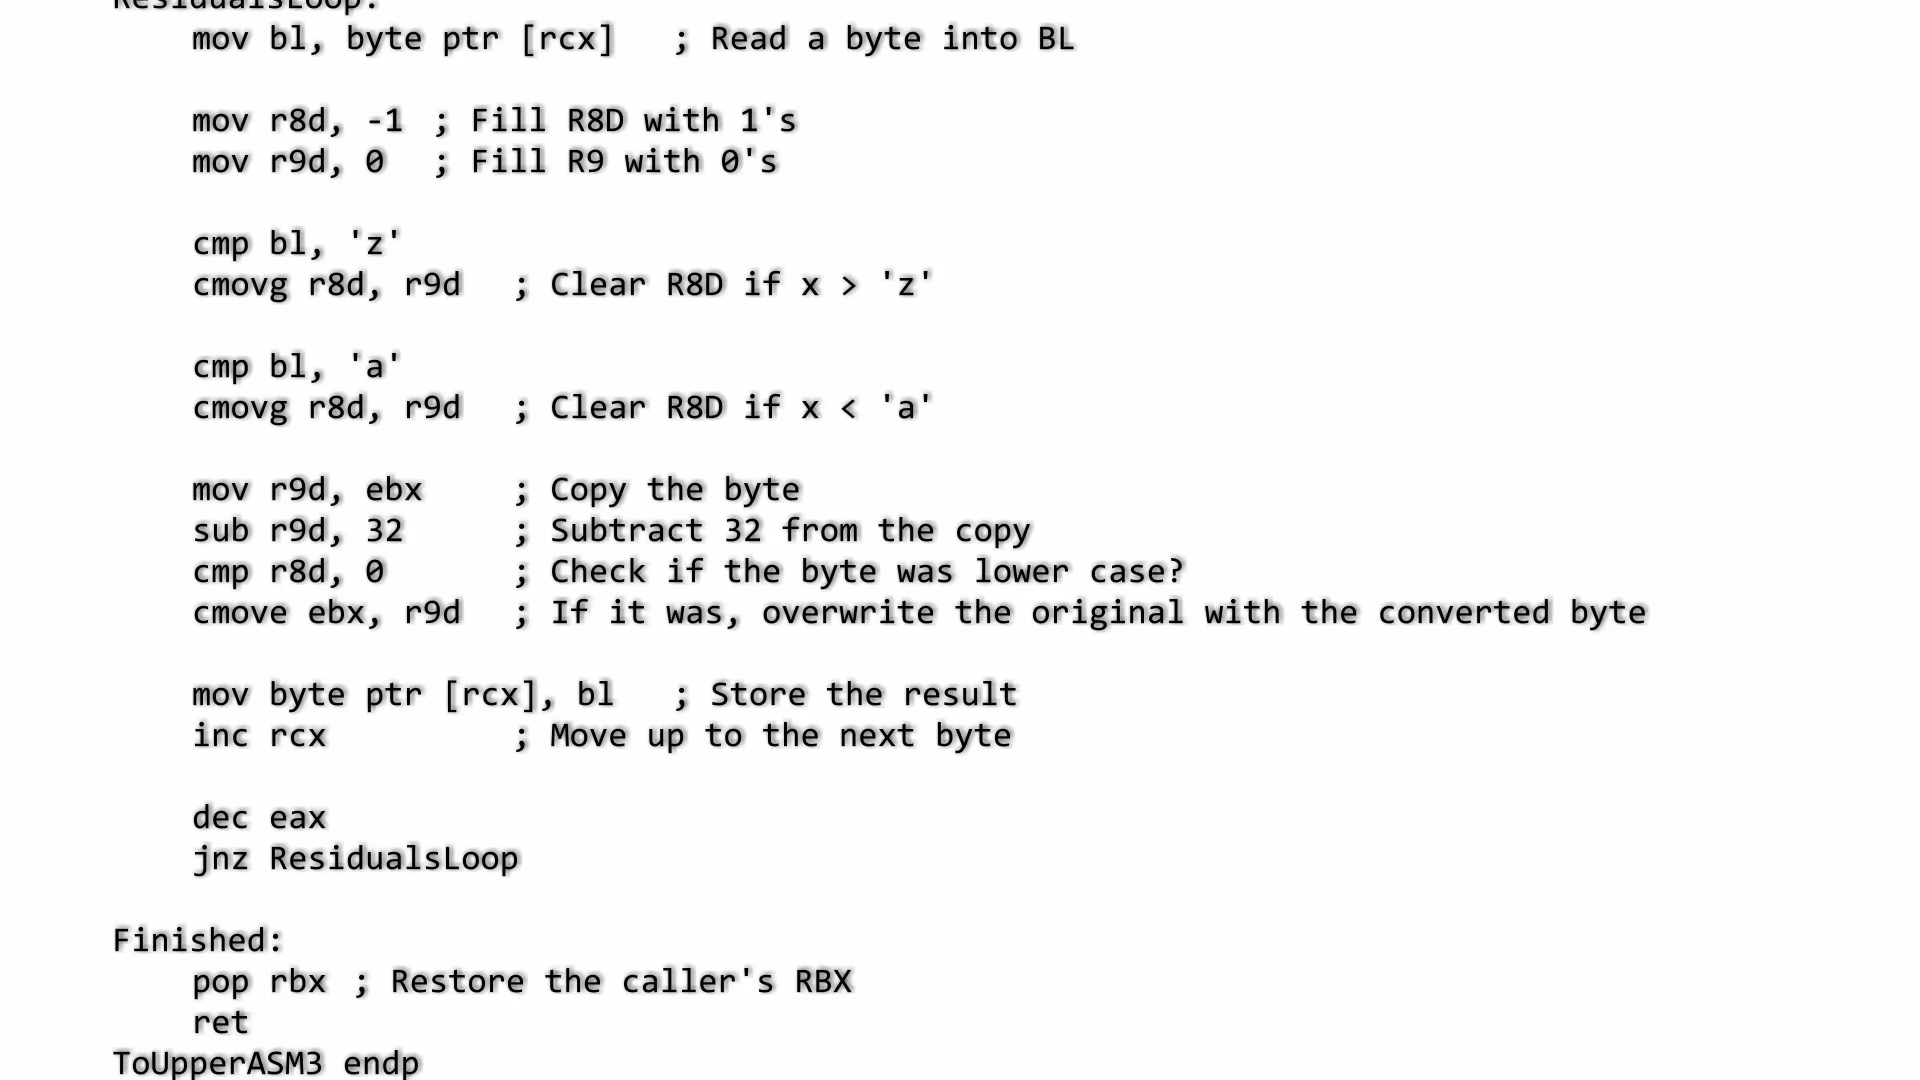 ResidualsLoop:
mov bl, byte ptr [rcx] ; Read a byte into BL
mov r8d, -1 ; Fill R8D with 1's
mov r9d, 0 ; Fill R9 with 0's
cmp bl, 'z'
cmovg r8d, r9d ; Clear R8D if x > 'z'
cmp bl, 'a'
cmovg r8d, r9d ; Clear R8D if x < 'a'
mov r9d, ebx ; Copy the byte
sub r9d, 32 ; Subtract 32 from the copy
cmp r8d, 0 ; Check if the byte was lower case?
cmove ebx, r9d ; If it was, overwrite the original with the converted byte
mov byte ptr [rcx], bl ; Store the result
inc rcx ; Move up to the next byte
dec eax
jnz ResidualsLoop
Finished:
pop rbx ; Restore the caller's RBX
ret
ToUpperASM3 endp